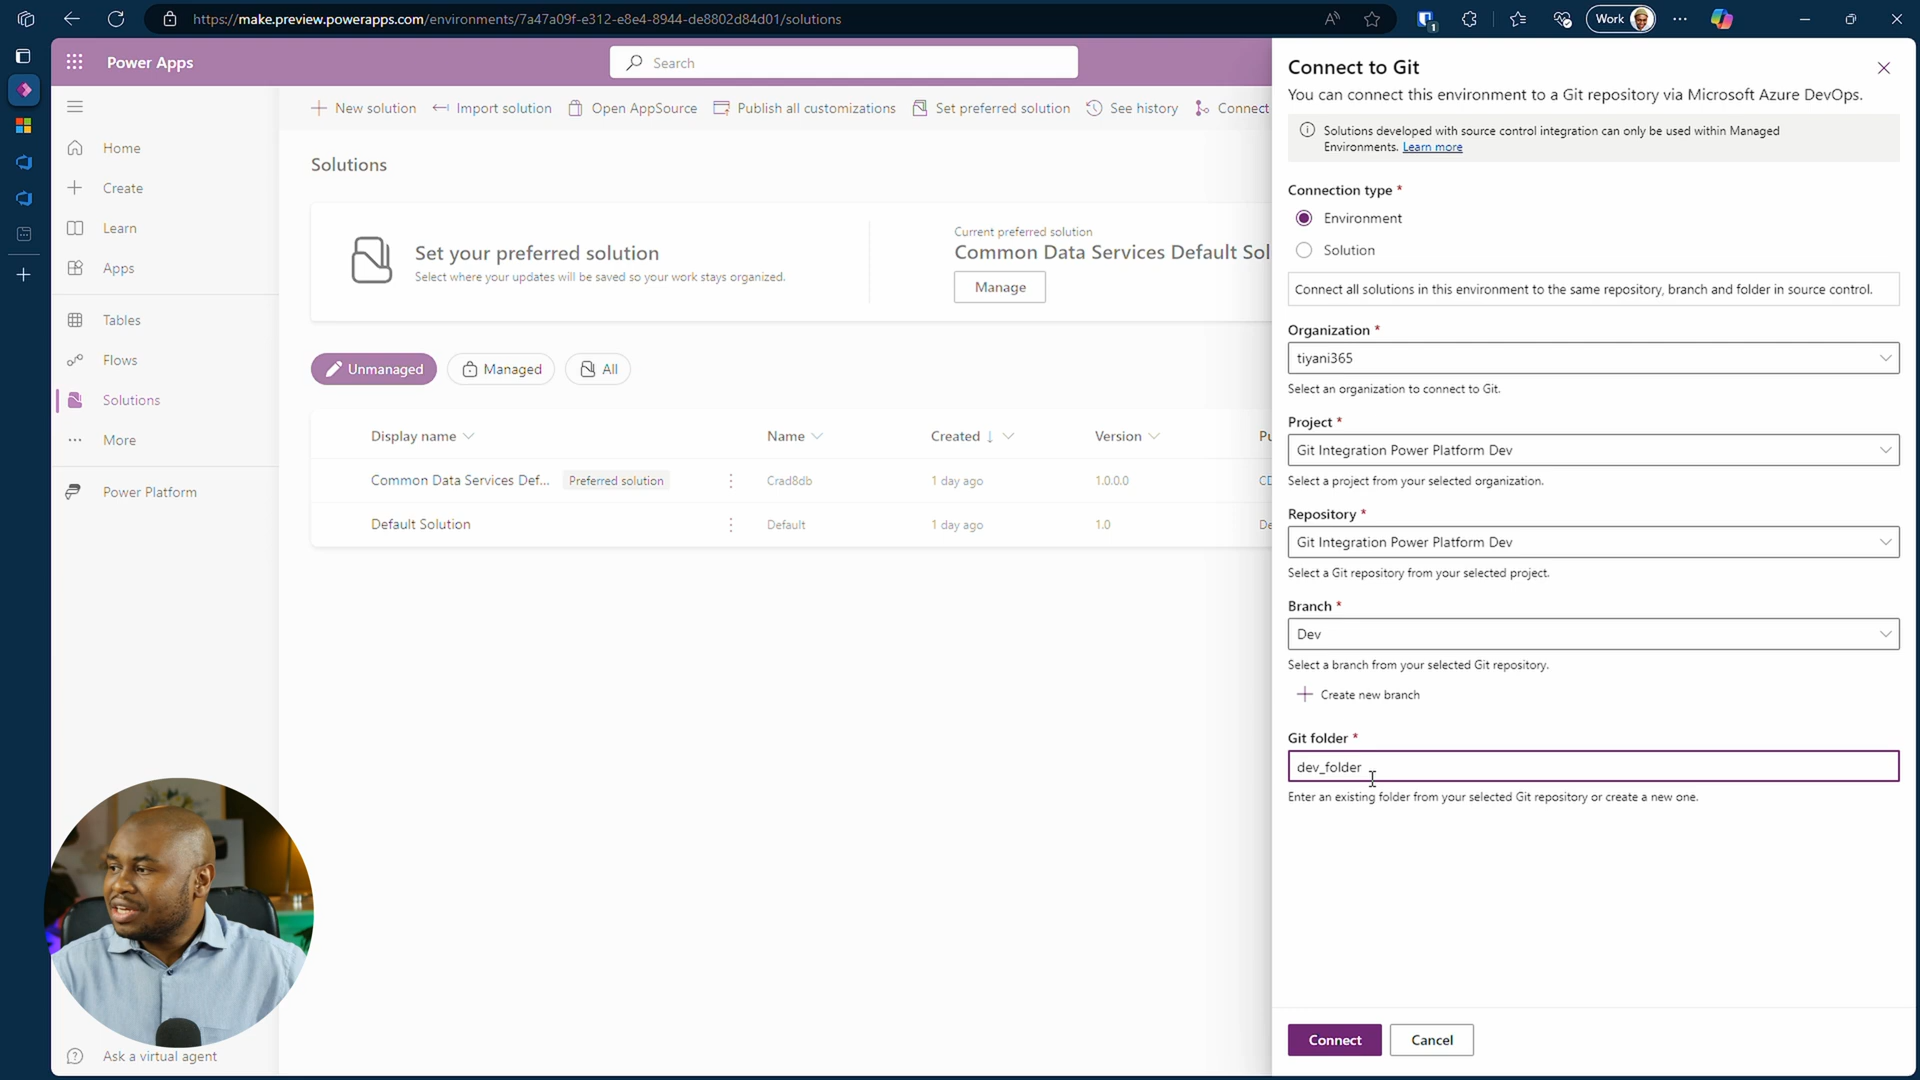 https://make.preview.powerapps.com/environments/7a47a09f-e312-e8e4-8944-de8802d84d01/solutions
A))
1
Work
Power Apps
Search
New solution
Import solution
Open AppSource
Publish all customizations
Set preferred solution
See history
Connect
Home
Create
Learn
Apps
Tables
Flows
Solutions
More
Power Platform
Ask a virtual agent
Solutions
Set your preferred solution
Select where your updates will be saved so your work stays organized.
Current preferred solution
Common Data Services Default Sol
Manage
Unmanaged
Managed
All
Display name
Name
Created
Version
Pu
Common Data Services Def...
Preferred solution
Crad8db
1 day ago
1.0.0.0
CD
Default Solution
Default
1 day ago
1.0
De
Connect to Git
You can connect this environment to a Git repository via Microsoft Azure DevOps.
Solutions developed with source control integration can only be used within Managed
Environments. Learn more
Connection type *
Environment
Solution
Connect all solutions in this environment to the same repository, branch and folder in source control.
Organization *
tiyani365
Select an organization to connect to Git.
Project *
Git Integration Power Platform Dev
Select a project from your selected organization.
Repository *
Git Integration Power Platform Dev
Select a Git repository from your selected project.
Branch *
Dev
Select a branch from your selected Git repository.
Create new branch
Git folder *
dev_folder
Enter an existing folder from your selected Git repository or create a new one.
Connect
Cancel